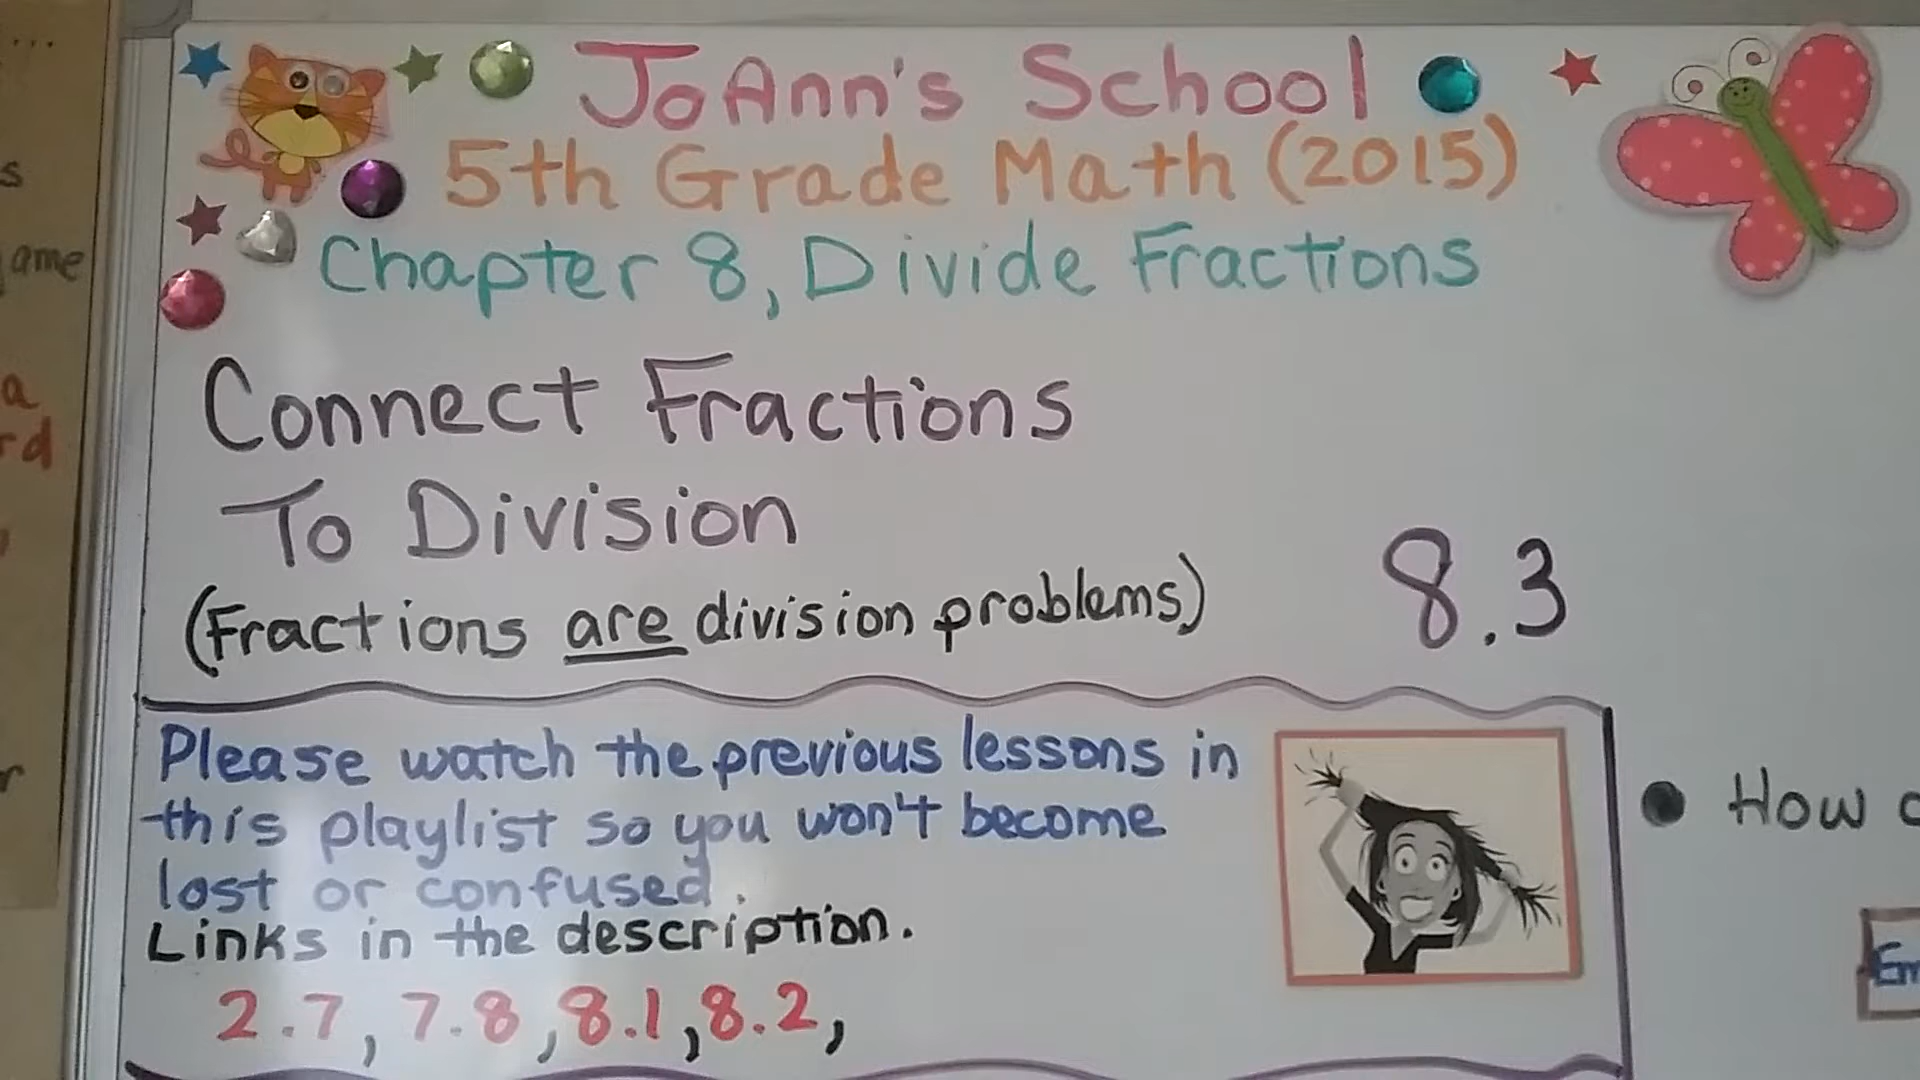 JoAnn's School
5th Grade Math (2015)
Chapter 8, Divide Fractions
Connect Fractions
To Division
(Fractions are division problems)
8.3
Please watch the previous lessons in
this playlist so you won't become
lost or confused.
Links in the description.
2.7, 7.8, 8.1, 8.2,
How
ame